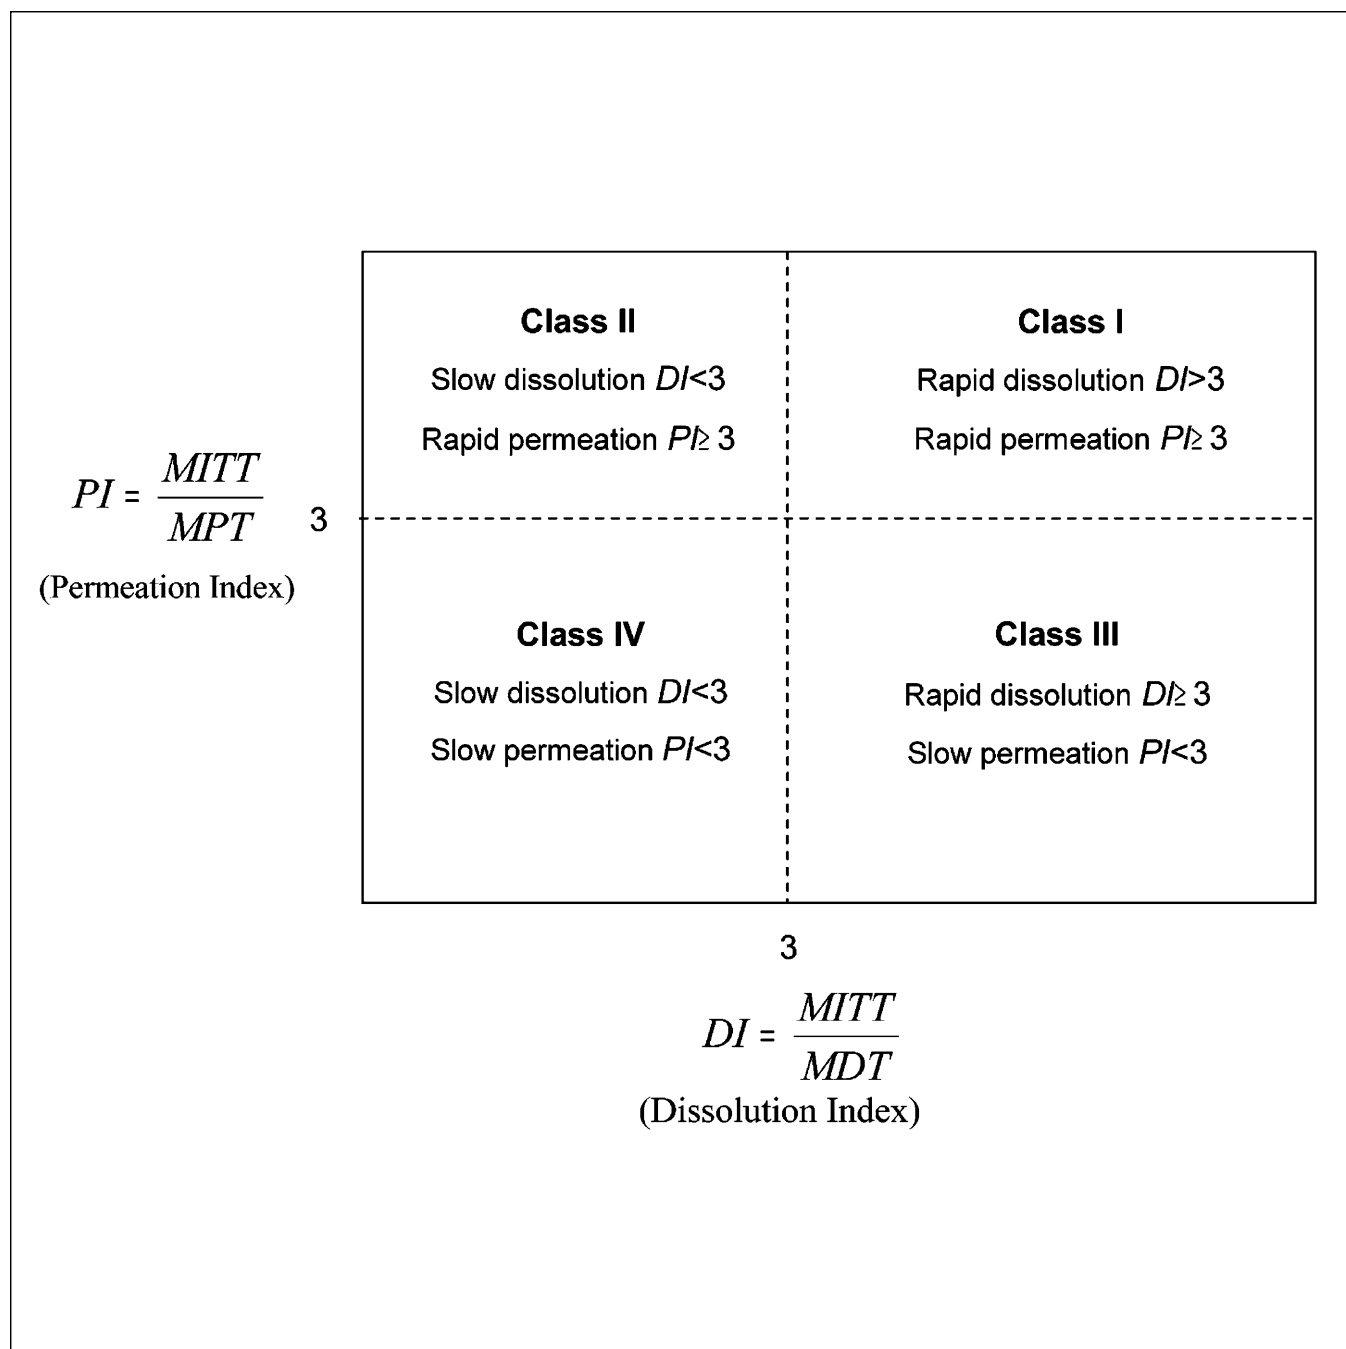 Class II
Slow dissolution DI<3
Rapid permeation PI≥ 3
Class I
Rapid dissolution DI>3
Rapid permeation PI≥ 3
PI = MITT
MPT
(Permeation Index)
3
Class IV
Slow dissolution DI<3
Slow permeation PI<3
Class III
Rapid dissolution DI≥ 3
Slow permeation PI<3
3
DI = MITT
MDT
(Dissolution Index)